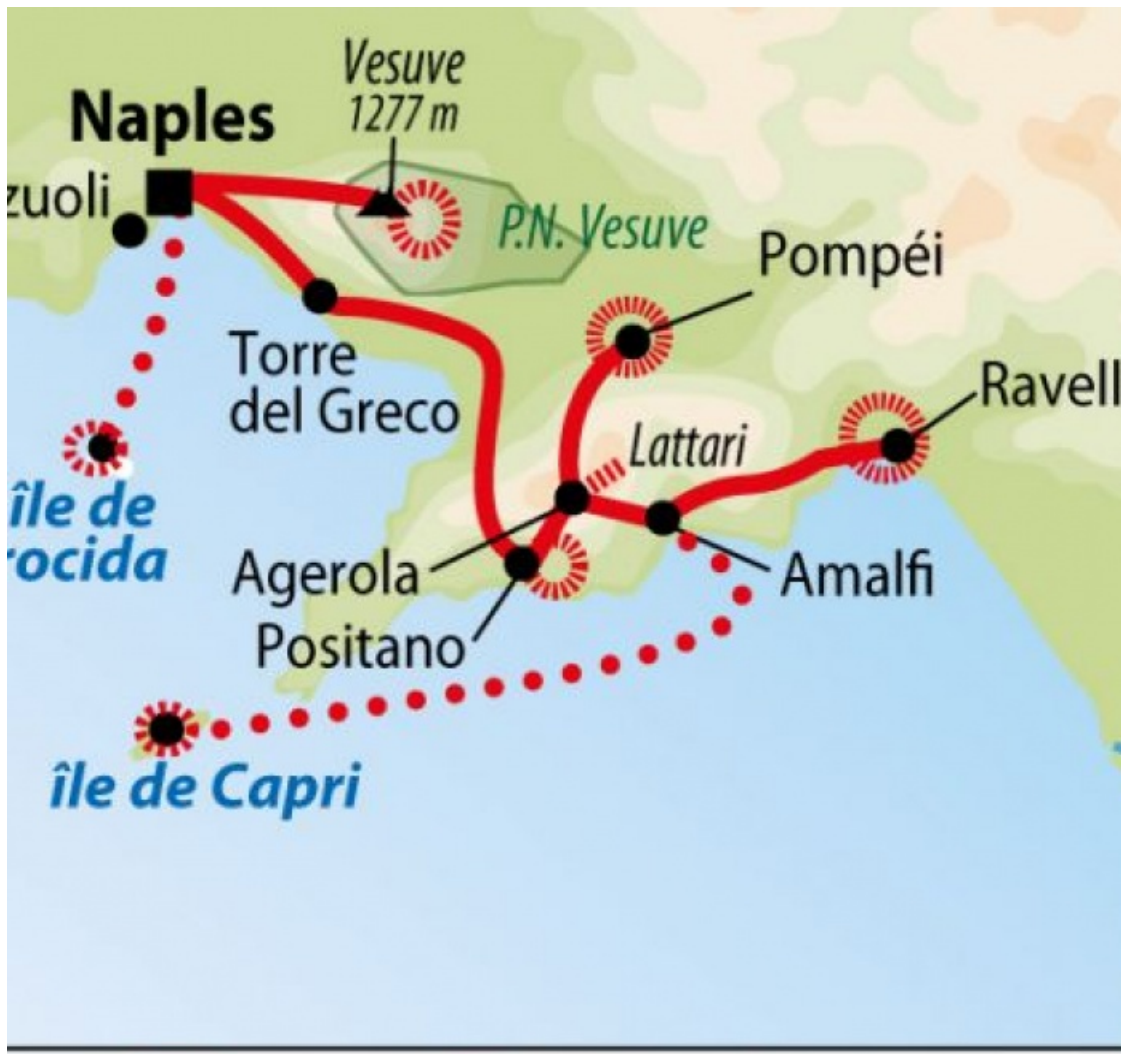 Vesuve
1277 m
Naples
zuoli
P.N. Vesuve
Pompéi
Torre
del Greco
Ravell
Lattari
île de
rocida
Agerola
Amalfi
Positano
île de Capri